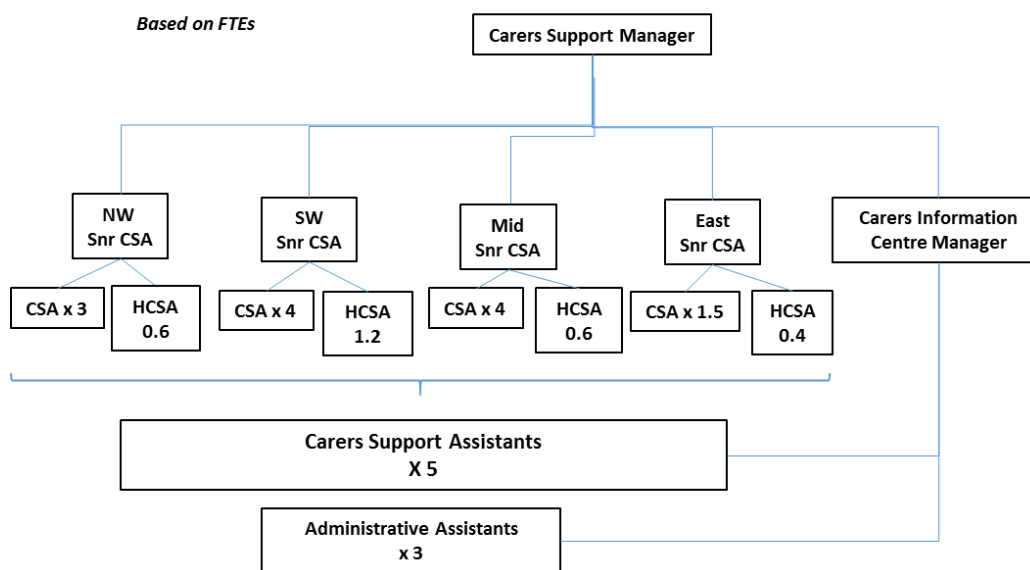 Based on FTEs
Carers Support Manager
NW
Snr CSA
SW
Snr CSA
Mid
Snr CSA
East
Snr CSA
Carers Information
Centre Manager
CSA x 3
HCSA
0.6
CSA x 4
HCSA
1.2
CSA x 4
HCSA
0.6
CSA x 1.5
HCSA
0.4
Carers Support Assistants
X 5
Administrative Assistants
x 3